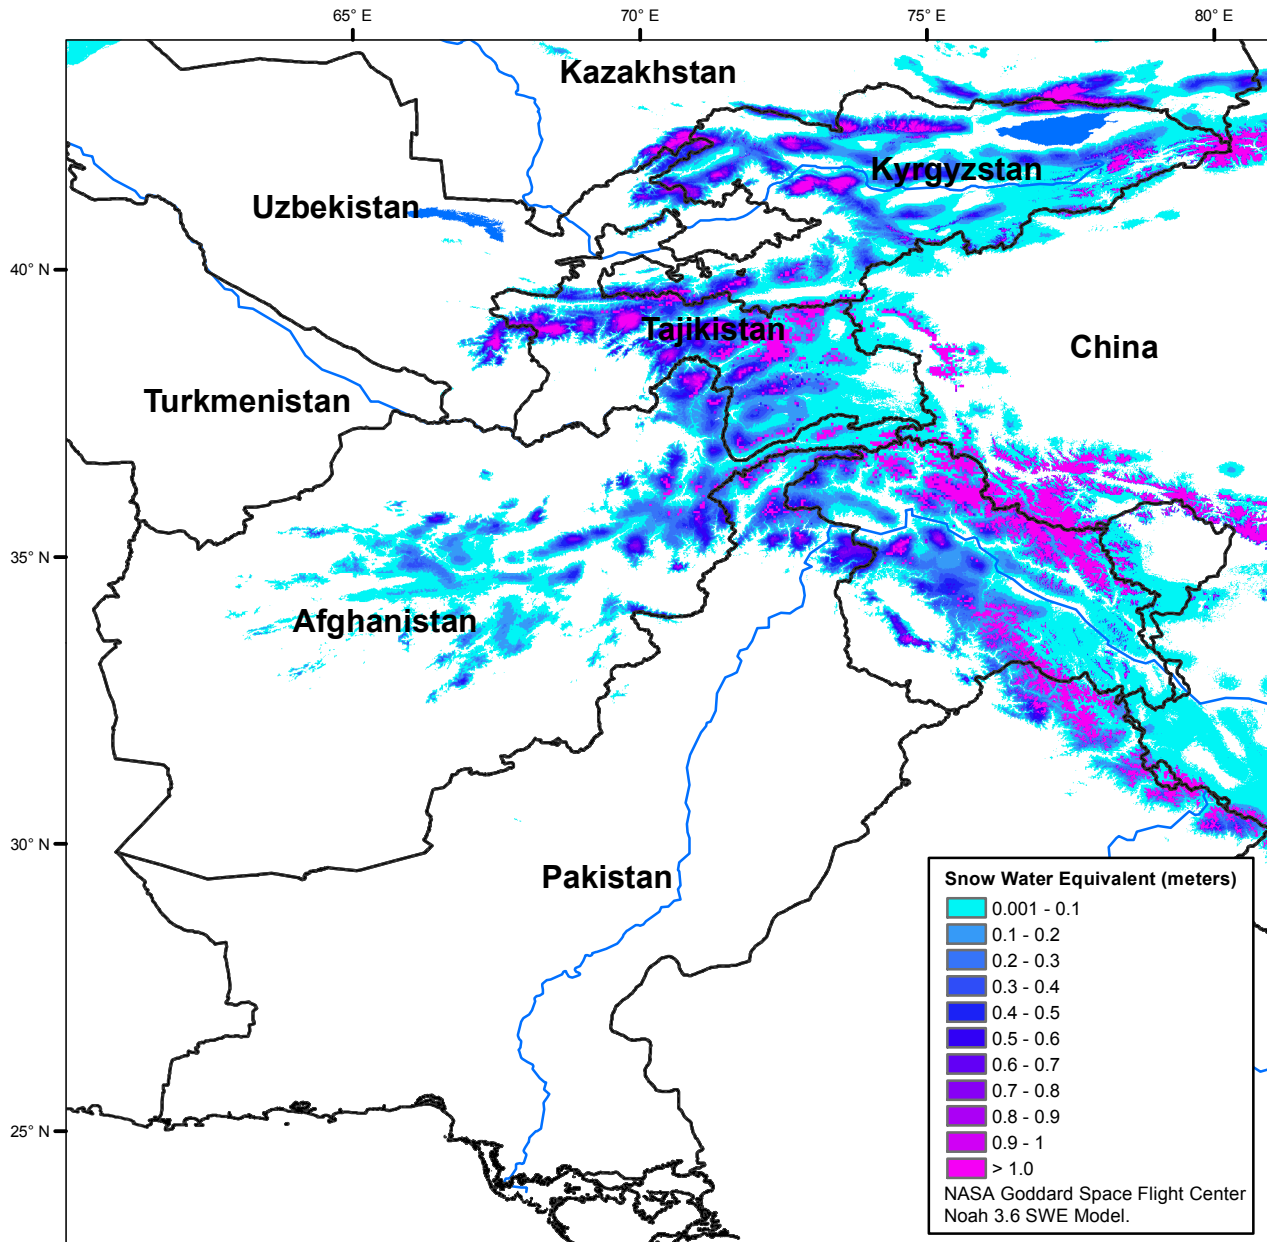 65° E
70° E
75° E
80° E
Kazakhstan
Kyrgyzstan
Uzbekistan
40° N
Tajikistan
China
Turkmenistan
35° N
Afghanistan
30° N
Pakistan
25° N
Snow Water Equivalent (meters)
0.001 - 0.1
0.1 - 0.2
0.2 - 0.3
0.3 - 0.4
0.4 - 0.5
0.5 - 0.6
0.6 - 0.7
0.7 - 0.8
0.8 - 0.9
0.9 - 1
> 1.0
NASA Goddard Space Flight Center
Noah 3.6 SWE Model.